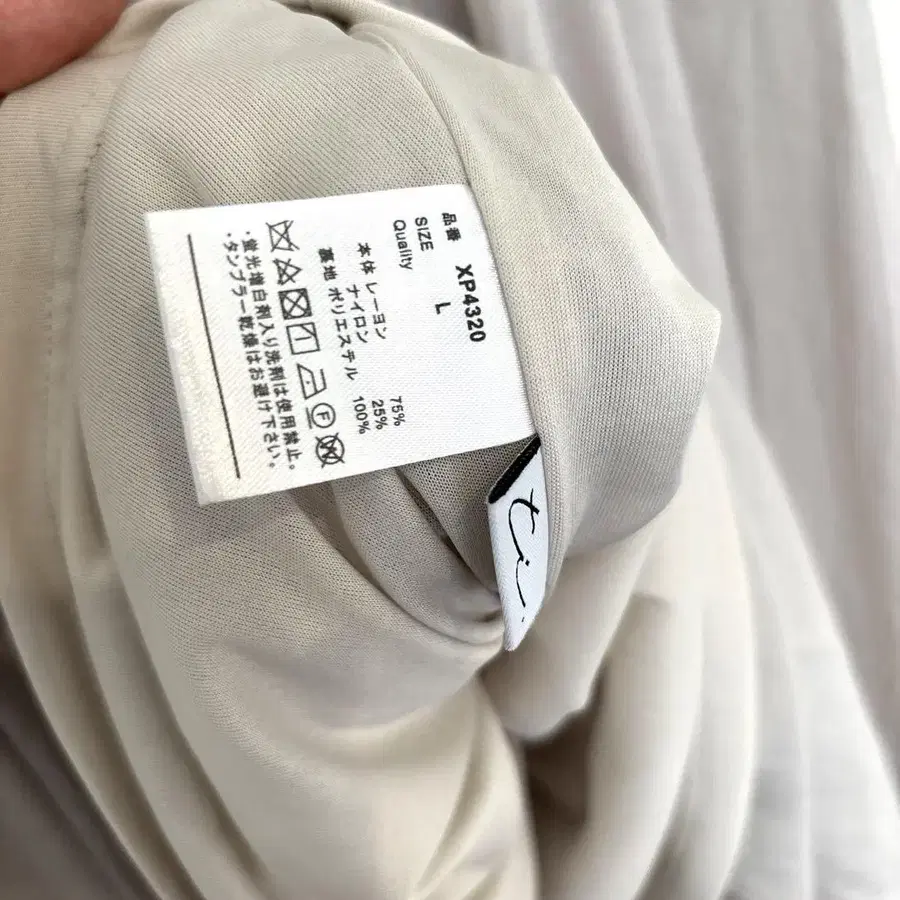 品番 XP4320
SIZE L
Quality
本体 レーヨン 75%
ナイロン 25%
裏地 ポリエステル 100%
F
・蛍光増白剤入り洗剤は使用禁止。
・タンブラー乾燥はお避け下さい。